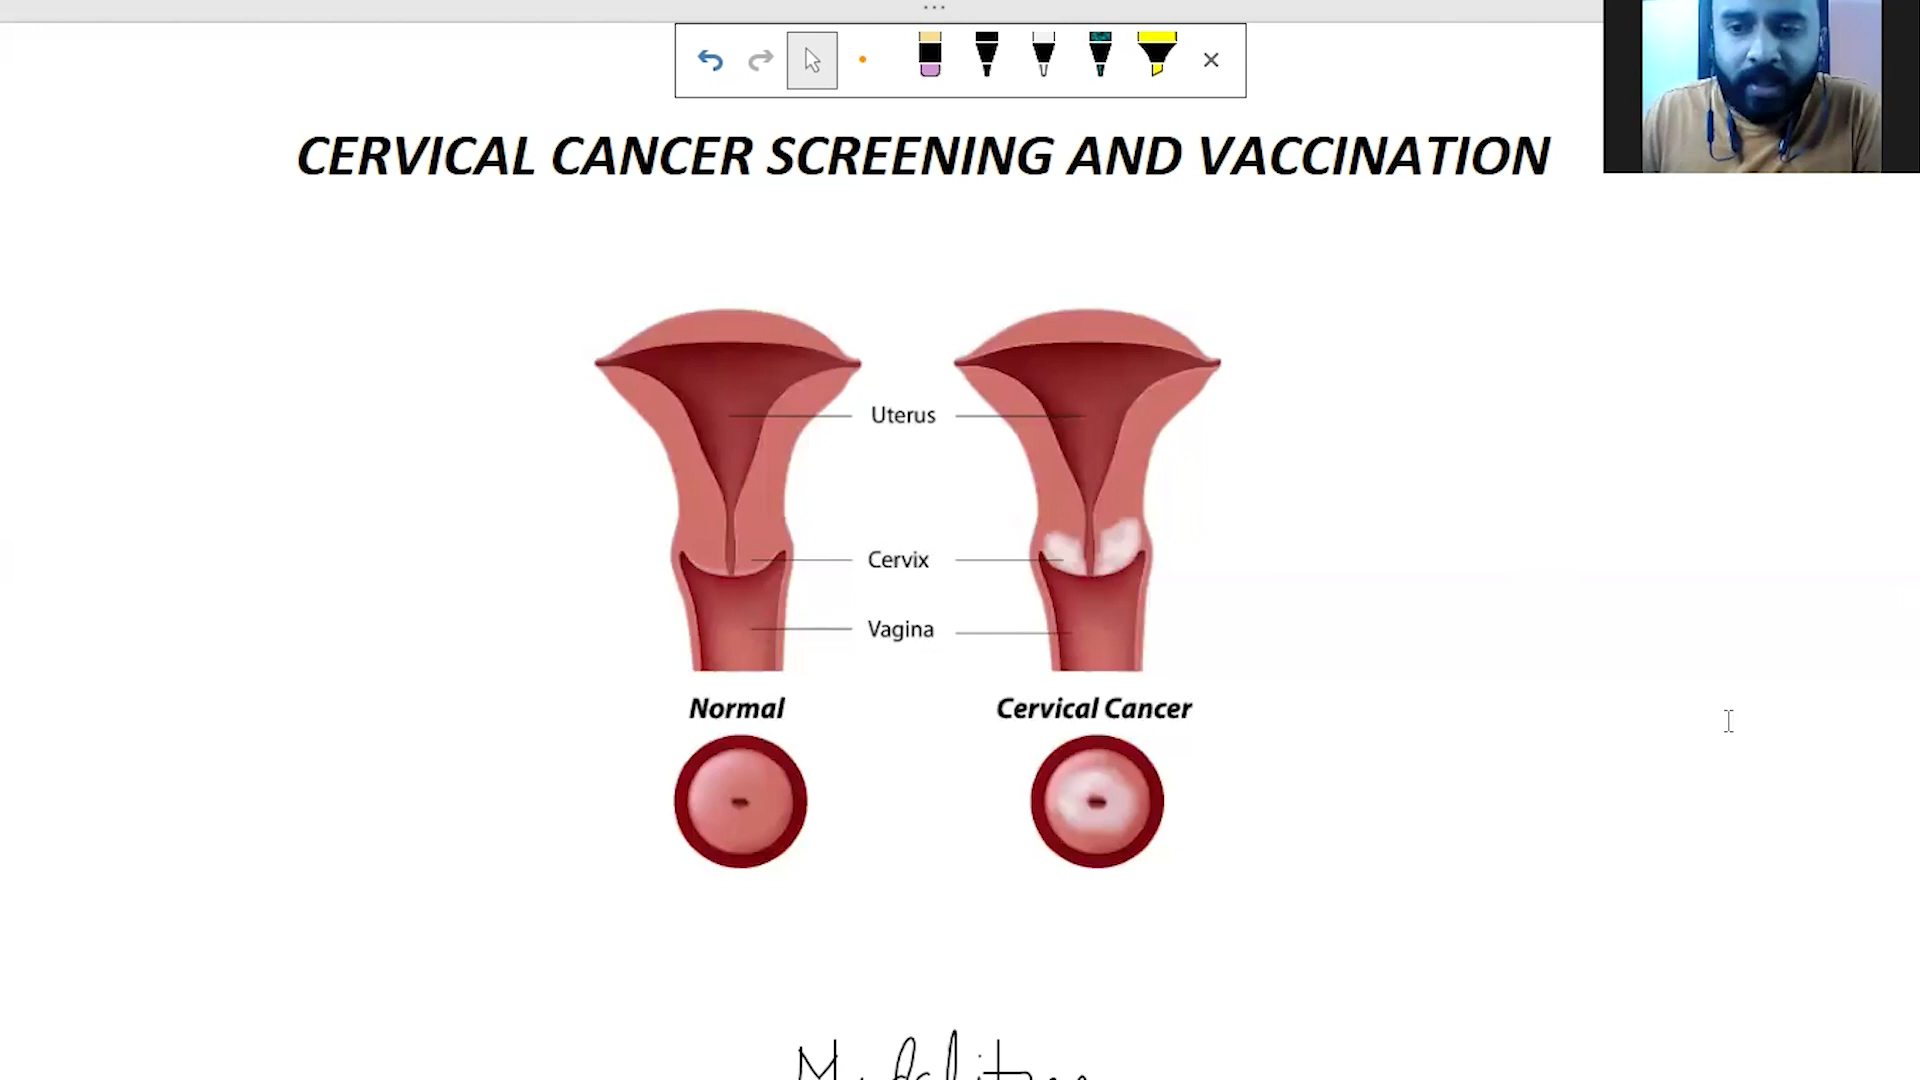 CERVICAL CANCER SCREENING AND VACCINATION
Uterus
Cervix
Vagina
Normal
Cervical Cancer